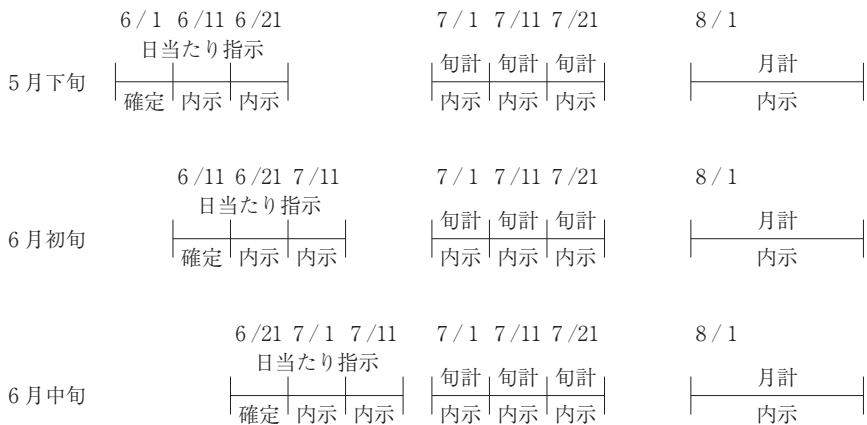 6/1 6/11 6/21 7/1 7/11 7/21 8/1
日当たり指示
旬計 旬計 旬計 月計
5月下旬
確定 内示 内示 内示 内示 内示 内示
6/11 6/21 7/11 7/1 7/11 7/21 8/1
日当たり指示
旬計 旬計 旬計 月計
6月初旬
確定 内示 内示 内示 内示 内示 内示
6/21 7/1 7/11 7/1 7/11 7/21 8/1
日当たり指示
旬計 旬計 旬計 月計
6月中旬
確定 内示 内示 内示 内示 内示 内示